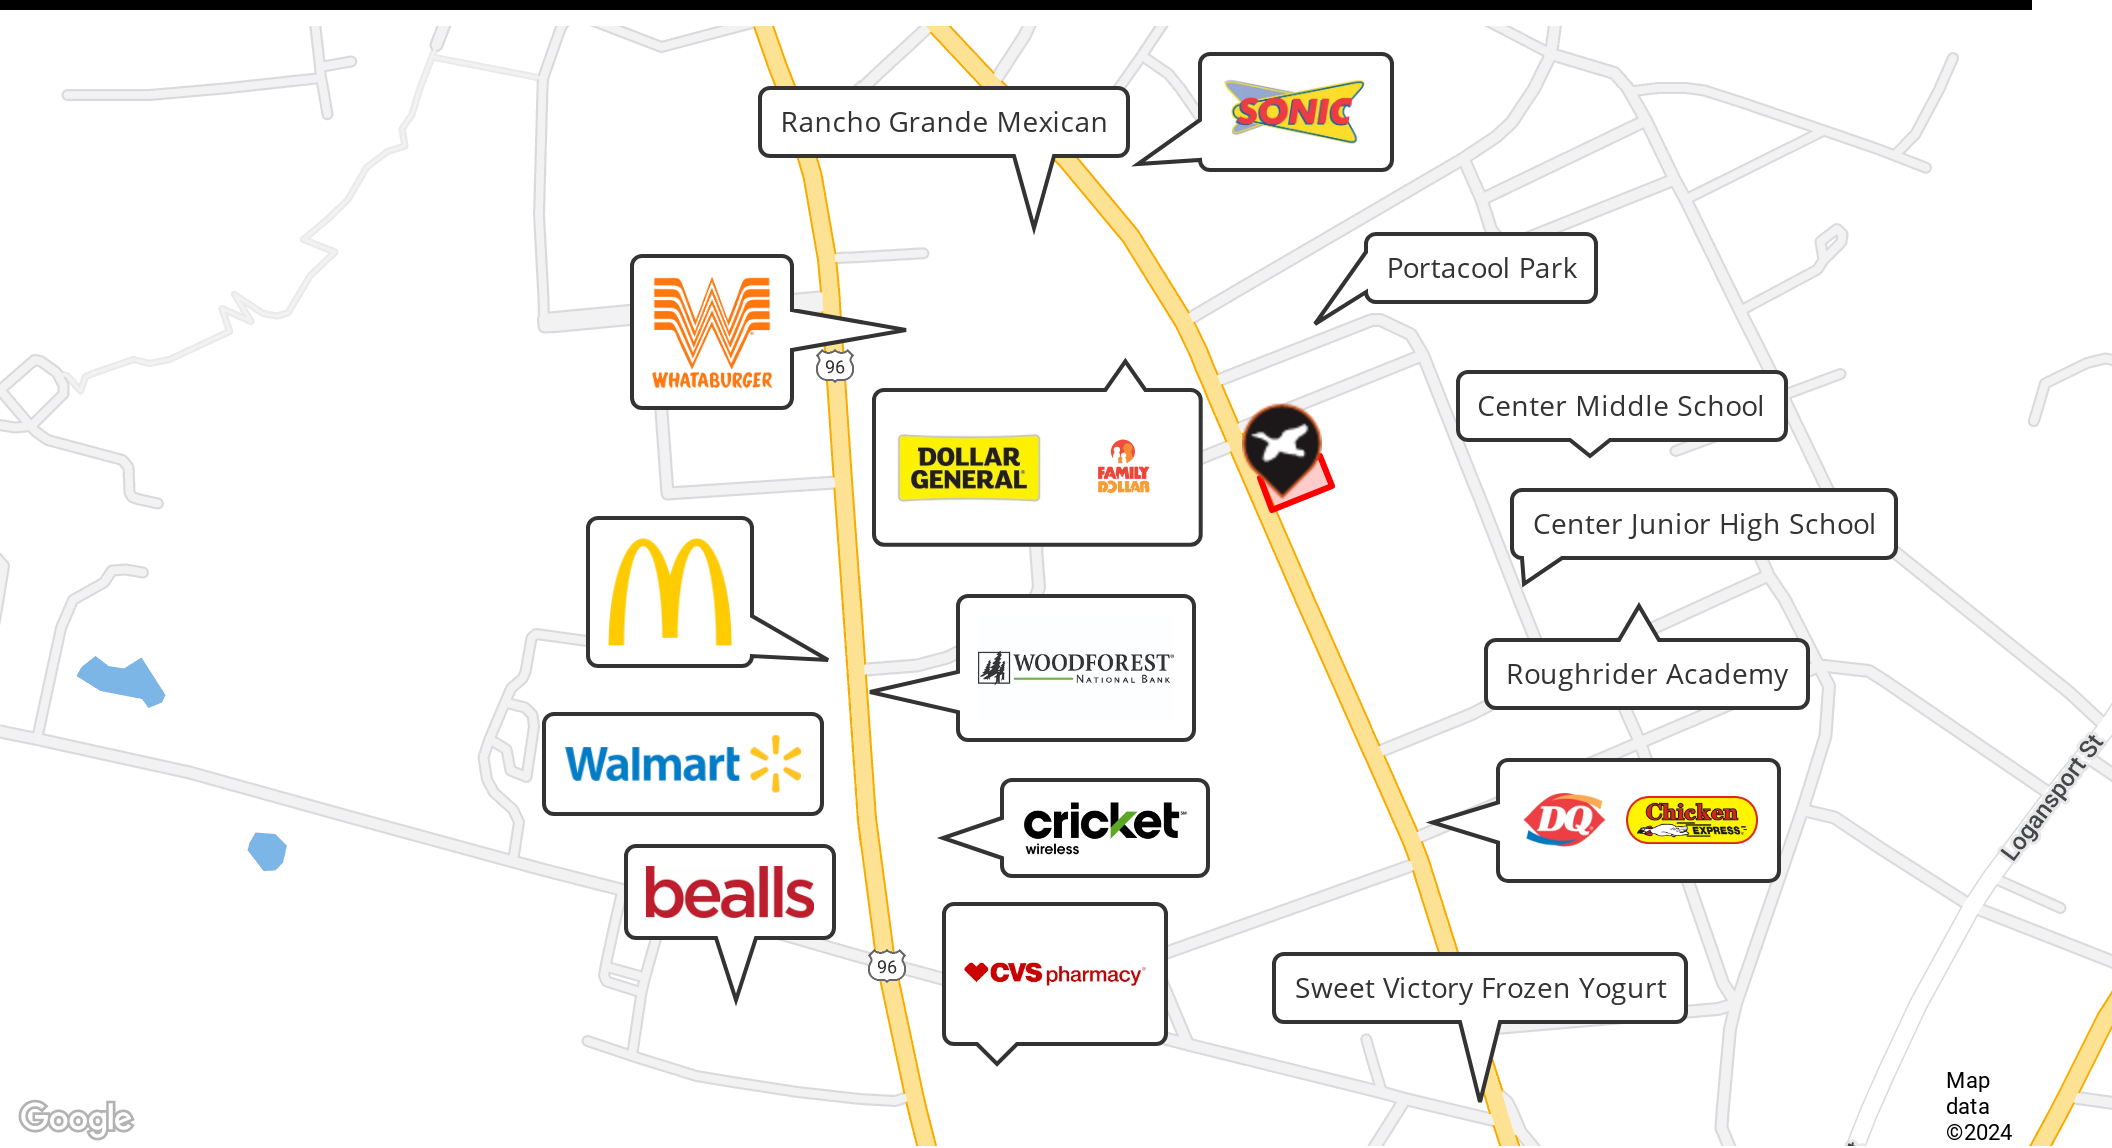 SONIC
Rancho Grande Mexican
Portacool Park
WHATABURGER
96
Center Middle School
DOLLAR
GENERAL
FAMILY
DOLLAR
Center Junior High School
WOODFOREST
NATIONAL BANK
Roughrider Academy
Walmart
cricket
wireless
DQ
Chicken
EXPRESS
Logansport St
bealls
96
CVS pharmacy
Sweet Victory Frozen Yogurt
Google
Map
data
©2024